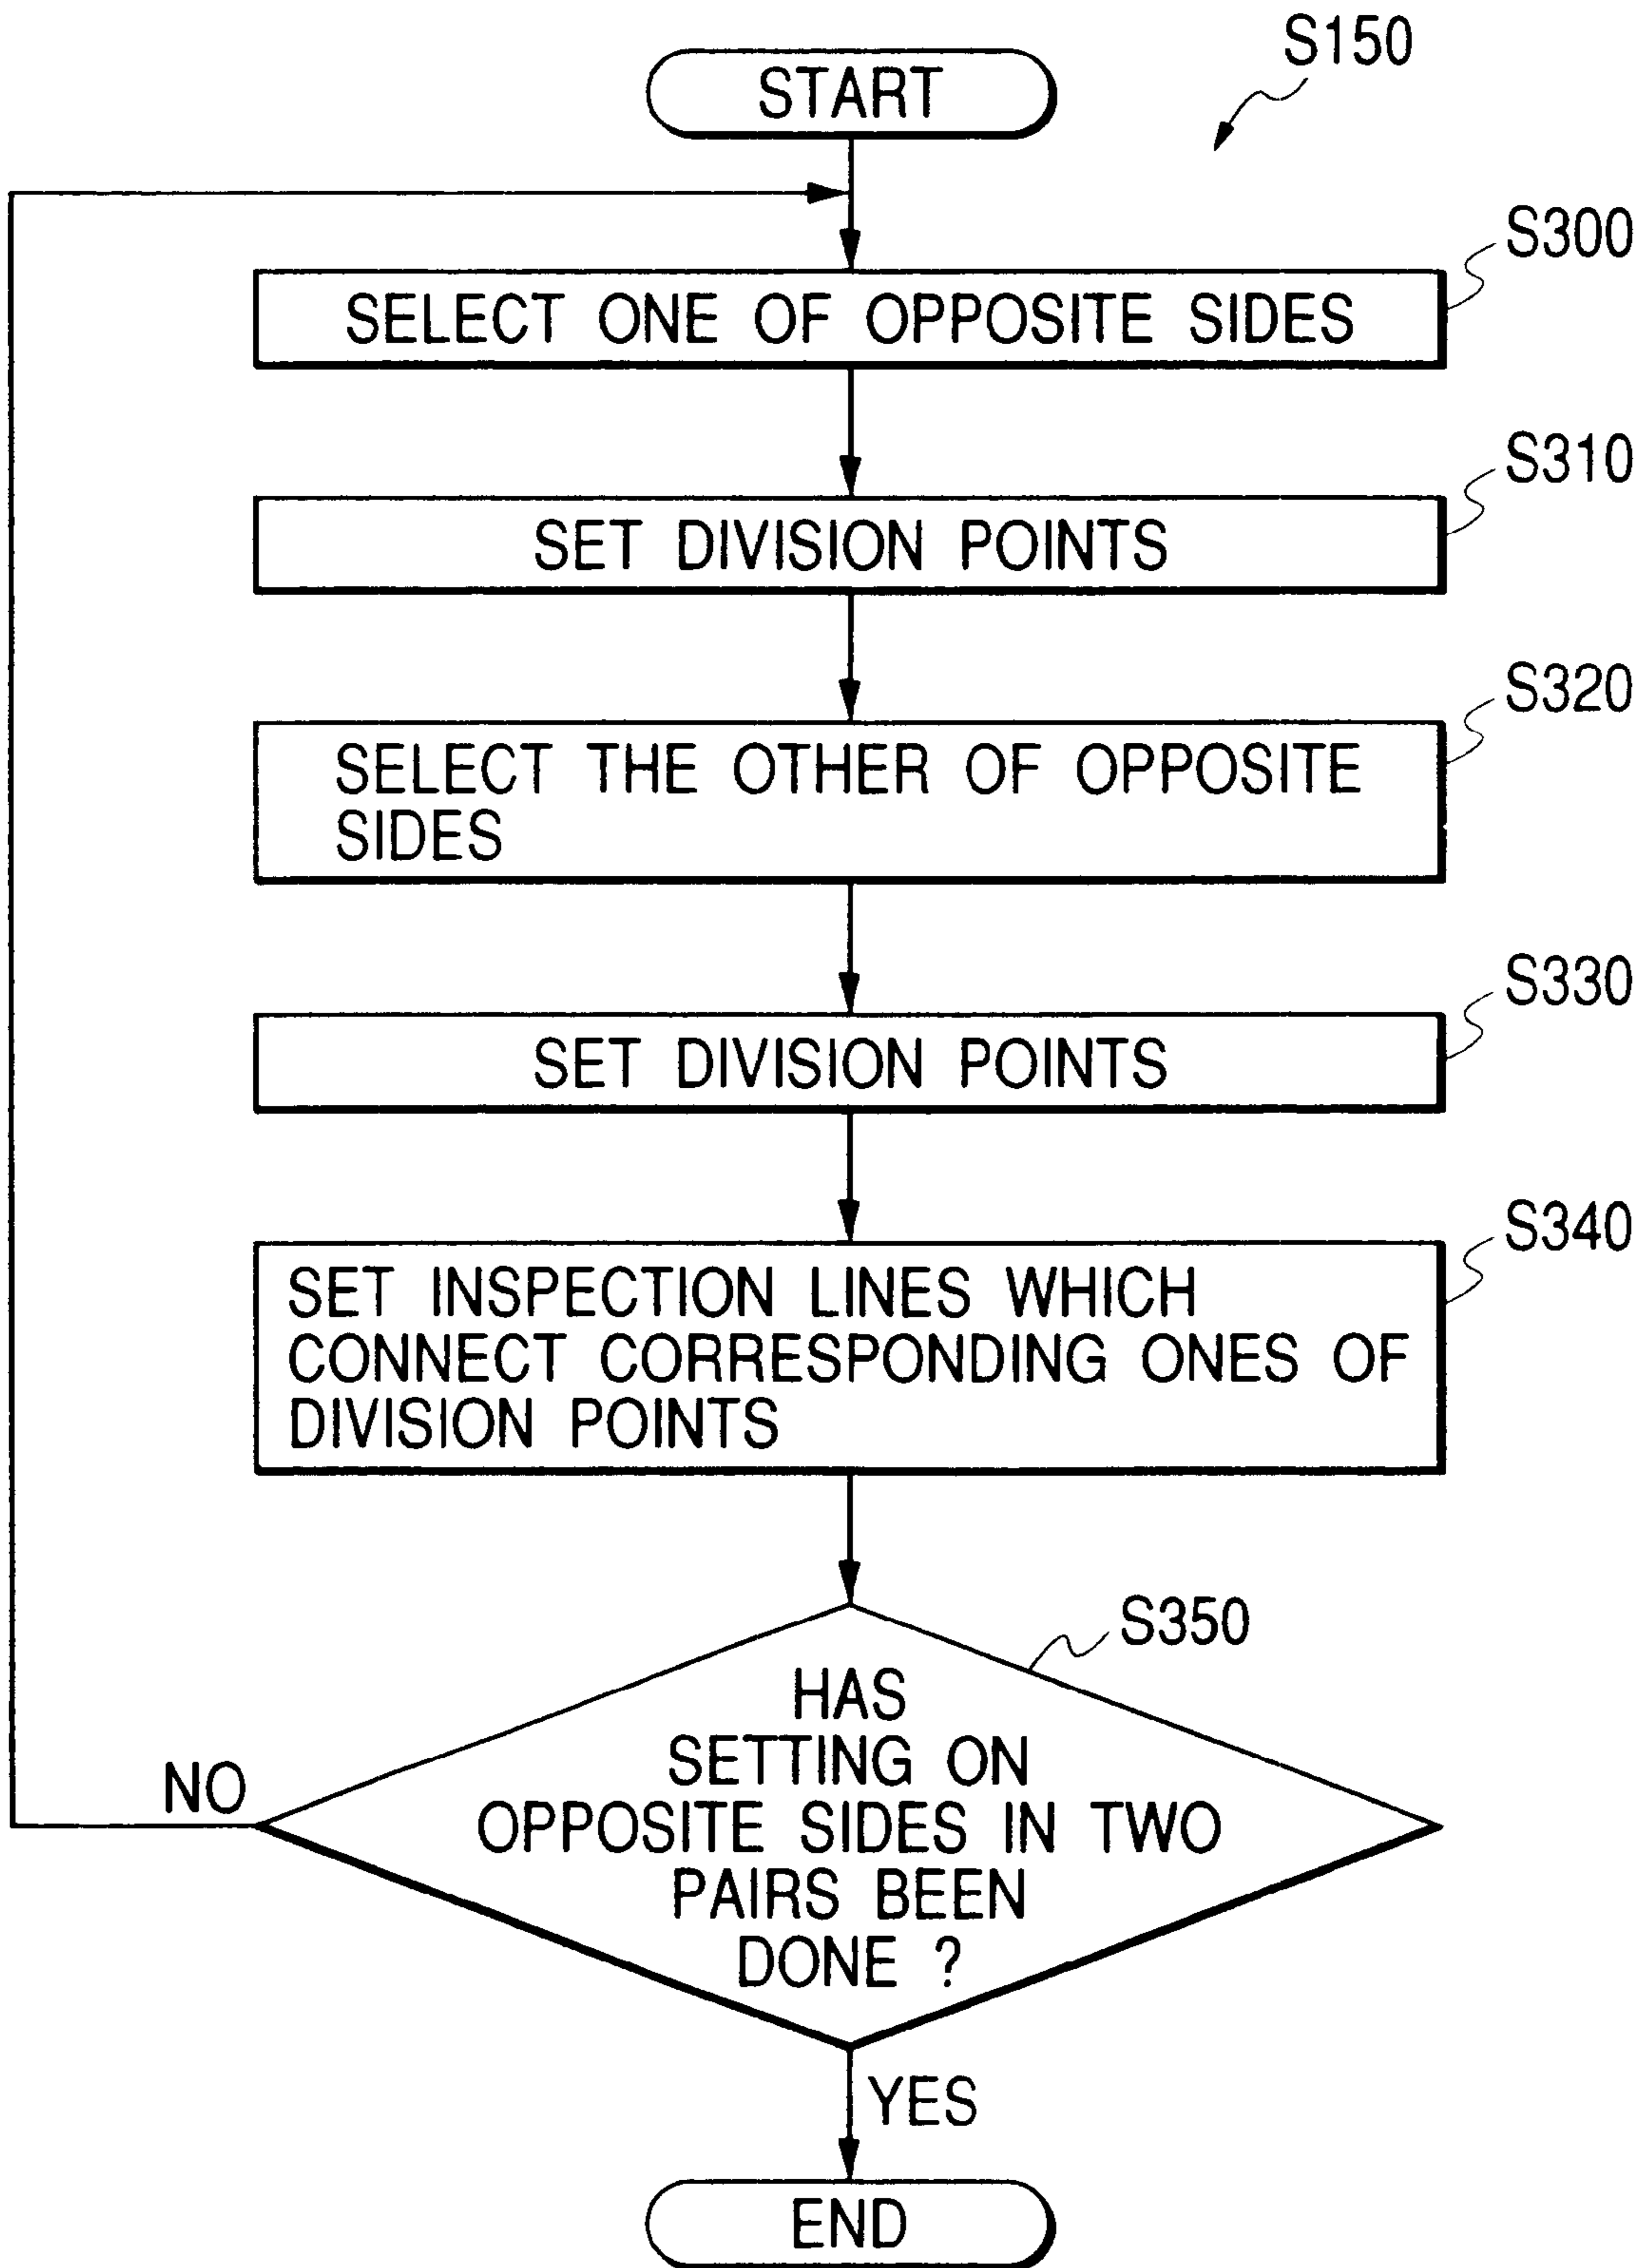 S150
START
S300
SELECT ONE OF OPPOSITE SIDES
S310
SET DIVISION POINTS
S320
SELECT THE OTHER OF OPPOSITE
SIDES
S330
SET DIVISION POINTS
S340
SET INSPECTION LINES WHICH
CONNECT CORRESPONDING ONES OF
DIVISION POINTS
S350
HAS
SETTING ON
OPPOSITE SIDES IN TWO
PAIRS BEEN
DONE ?
NO
YES
END